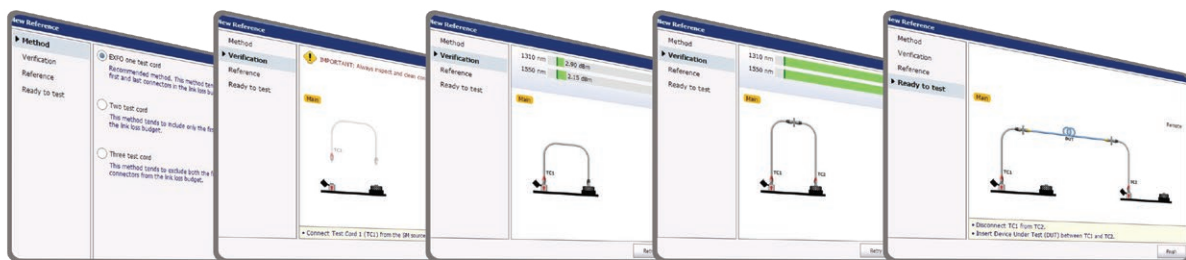 New Reference
Method
Verification
Reference
Ready to test
EXFO one test cord
Recommended method. This method ten
first and last connectors in the link loss budg
Two test cord
This method tends to include only the fir
the link loss budget.
Three test cord
This method tends to exclude both the f
connectors from the link loss budget.
New Reference
Method
Verification
Reference
Ready to test
IMPORTANT: Always inspect and clean con
Main
TC1
• Connect Test Cord 1 (TC1) from the SM source
New Reference
Method
Verification
Reference
Ready to test
1310 nm 2.90 dBm
1550 nm 2.15 dBm
Main
TC1
Retr
New Reference
Method
Verification
Reference
Ready to test
1310 nm
1550 nm
Main
TC1 TC2
Retr
New Reference
Method
Verification
Reference
Ready to test
Main
Remote
DUT
TC1 TC2
• Disconnect TC1 from TC2.
• Insert Device Under Test (DUT) between TC1 and TC2.